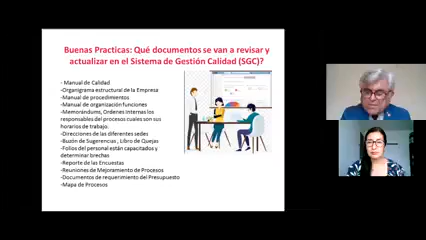 Buenas Practicas: Qué documentos se van a revisar y
actualizar en el Sistema de Gestión Calidad (SGC)?
- Manual de Calidad
-Organigrama estructural de la Empresa
-Manual de procedimientos
-Manual de organización funciones
-Memorándums, Ordenes internas los
responsables del procesos cuales son sus
horarios de trabajo:
-Direcciones de las diferentes sedes
-Buzón de Sugerencias , Libro de Quejas
-Folios del personal están capacitados y
determinar brechas
-Reporte de las Encuestas
-Reuniones de Mejoramiento de Procesos
-Documentos de requerimiento del Presupuesto
-Mapa de Procesos